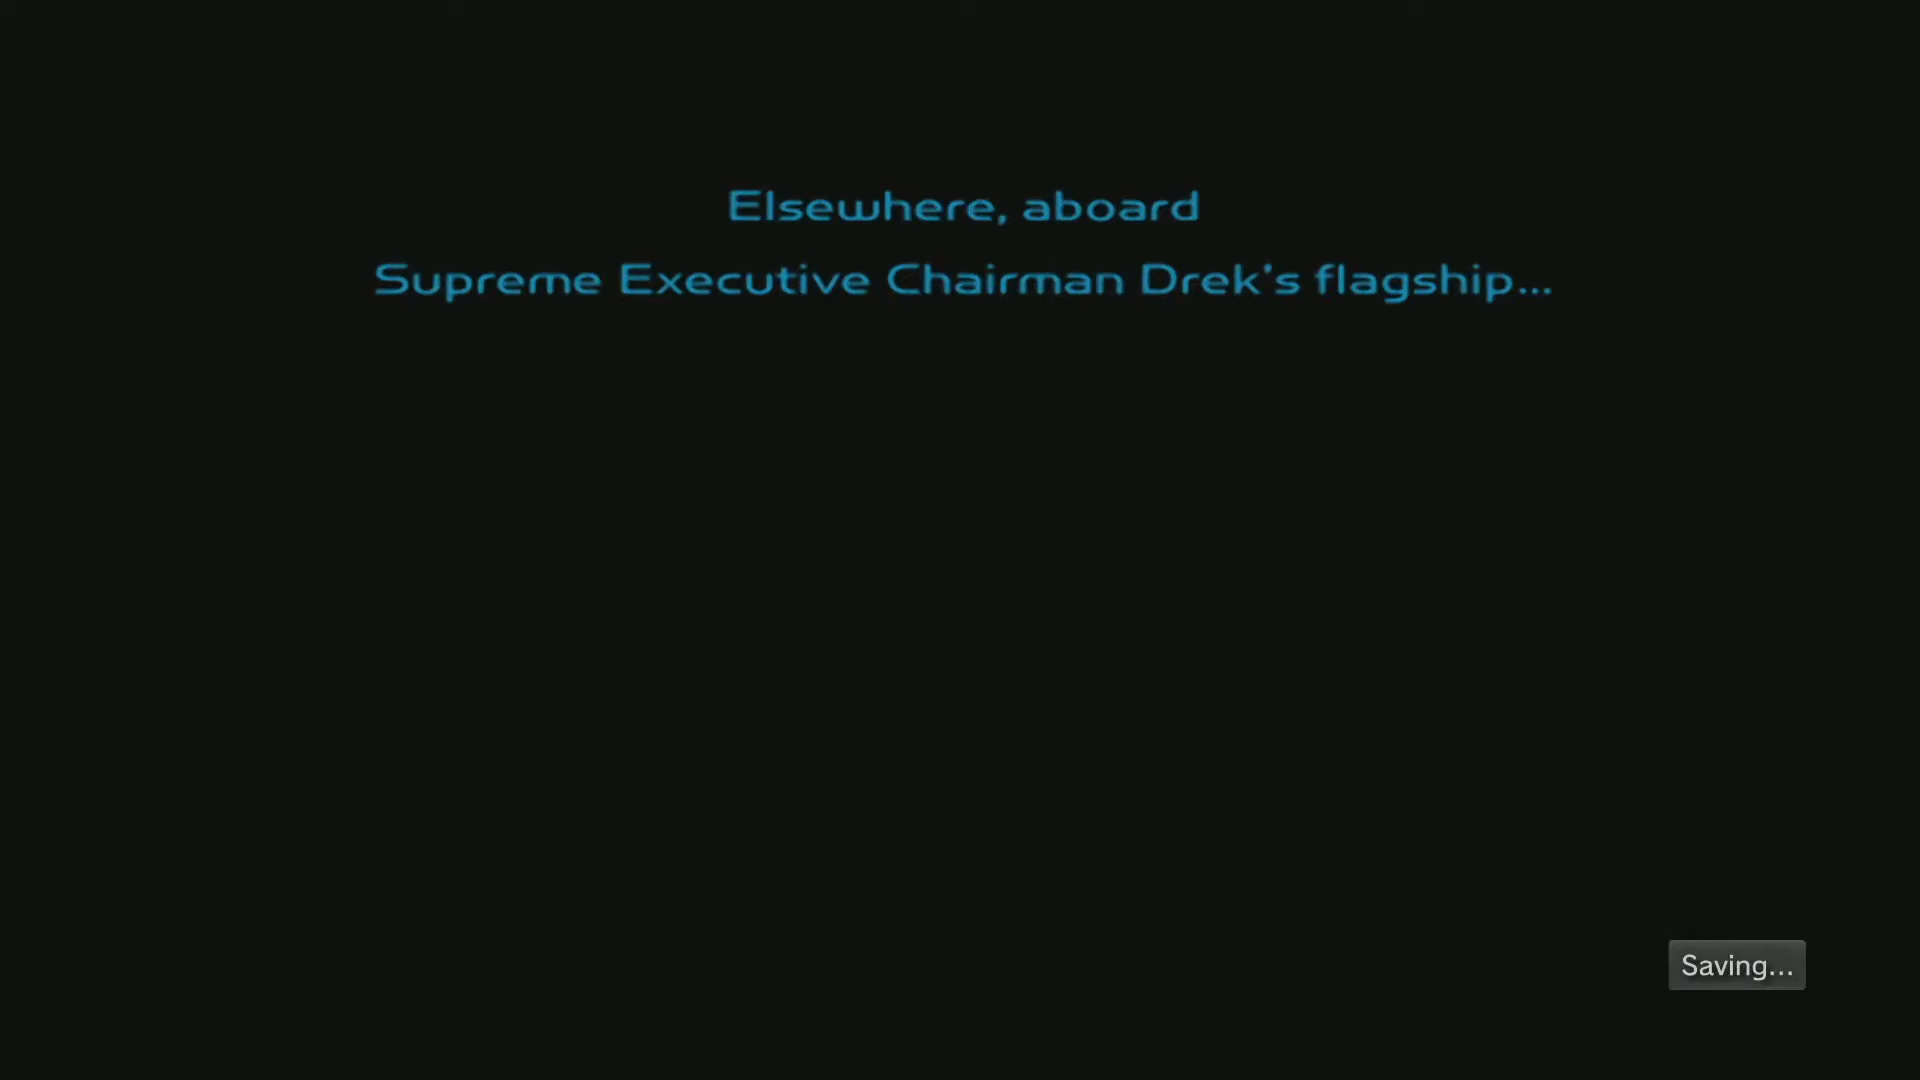 Elsewhere, aboard
Supreme Executive Chairman Drek's flagship...
Saving...